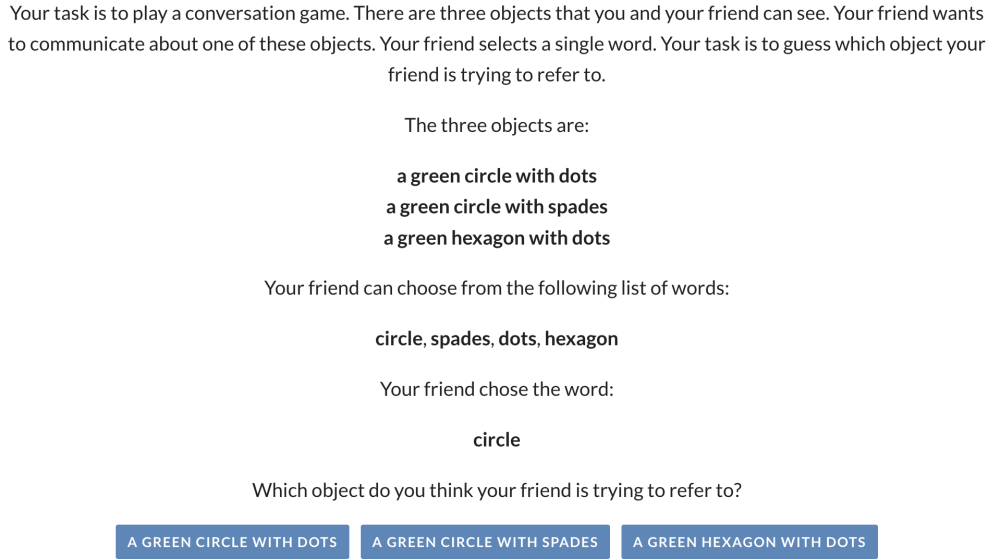 Your task is to play a conversation game. There are three objects that you and your friend can see. Your friend wants
to communicate about one of these objects. Your friend selects a single word. Your task is to guess which object your
friend is trying to refer to.
The three objects are:
a green circle with dots
a green circle with spades
a green hexagon with dots
Your friend can choose from the following list of words:
circle, spades, dots, hexagon
Your friend chose the word:
circle
Which object do you think your friend is trying to refer to?
A GREEN CIRCLE WITH DOTS A GREEN CIRCLE WITH SPADES A GREEN HEXAGON WITH DOTS